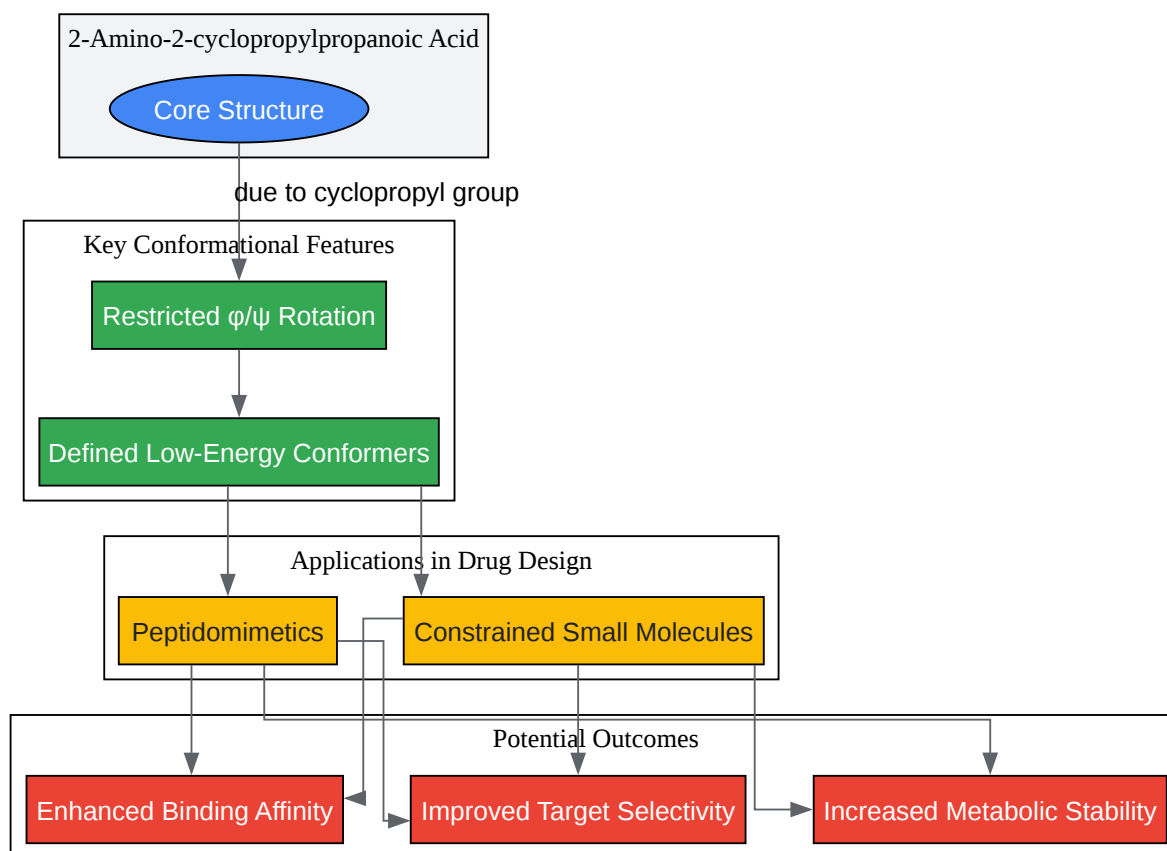 2-Amino-2-cyclopropylpropanoic Acid
Core Structure
due to cyclopropyl group
Key Conformational Features
Restricted φ/ψ Rotation
Defined Low-Energy Conformers
Applications in Drug Design
Peptidomimetics
Constrained Small Molecules
Potential Outcomes
Enhanced Binding Affinity
Improved Target Selectivity
Increased Metabolic Stability